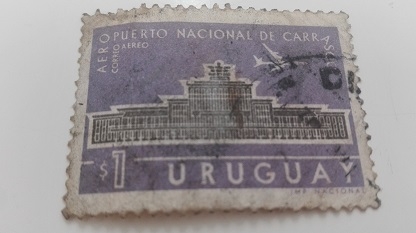 AEROPUERTO NACIONAL DE CARRASCO
CORREO AEREO
$1 URUGUAY
IMP. NACIONAL